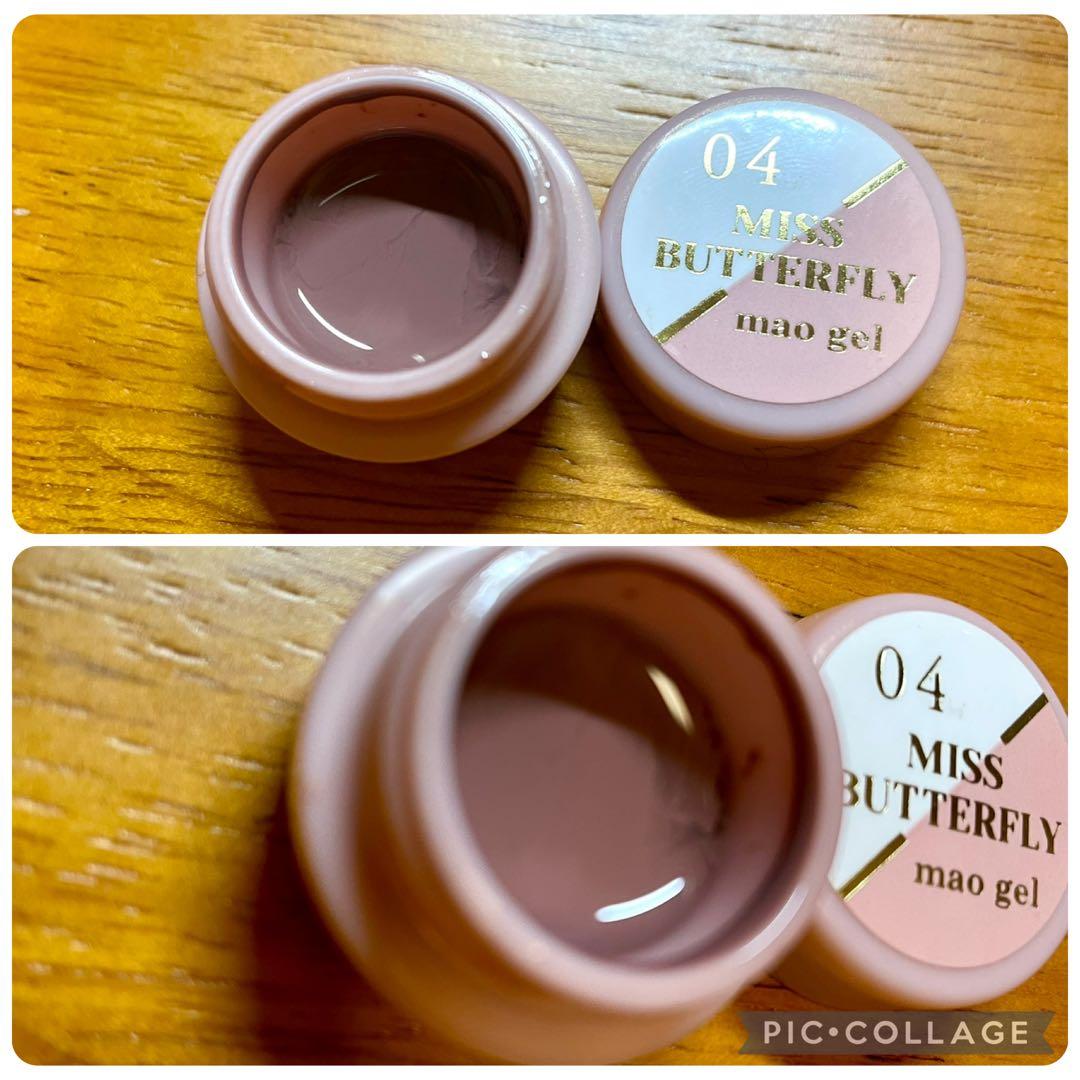 04
MISS
BUTTERFLY
mao gel
04
MISS
BUTTERFLY
mao gel
PIC•COLLAGE